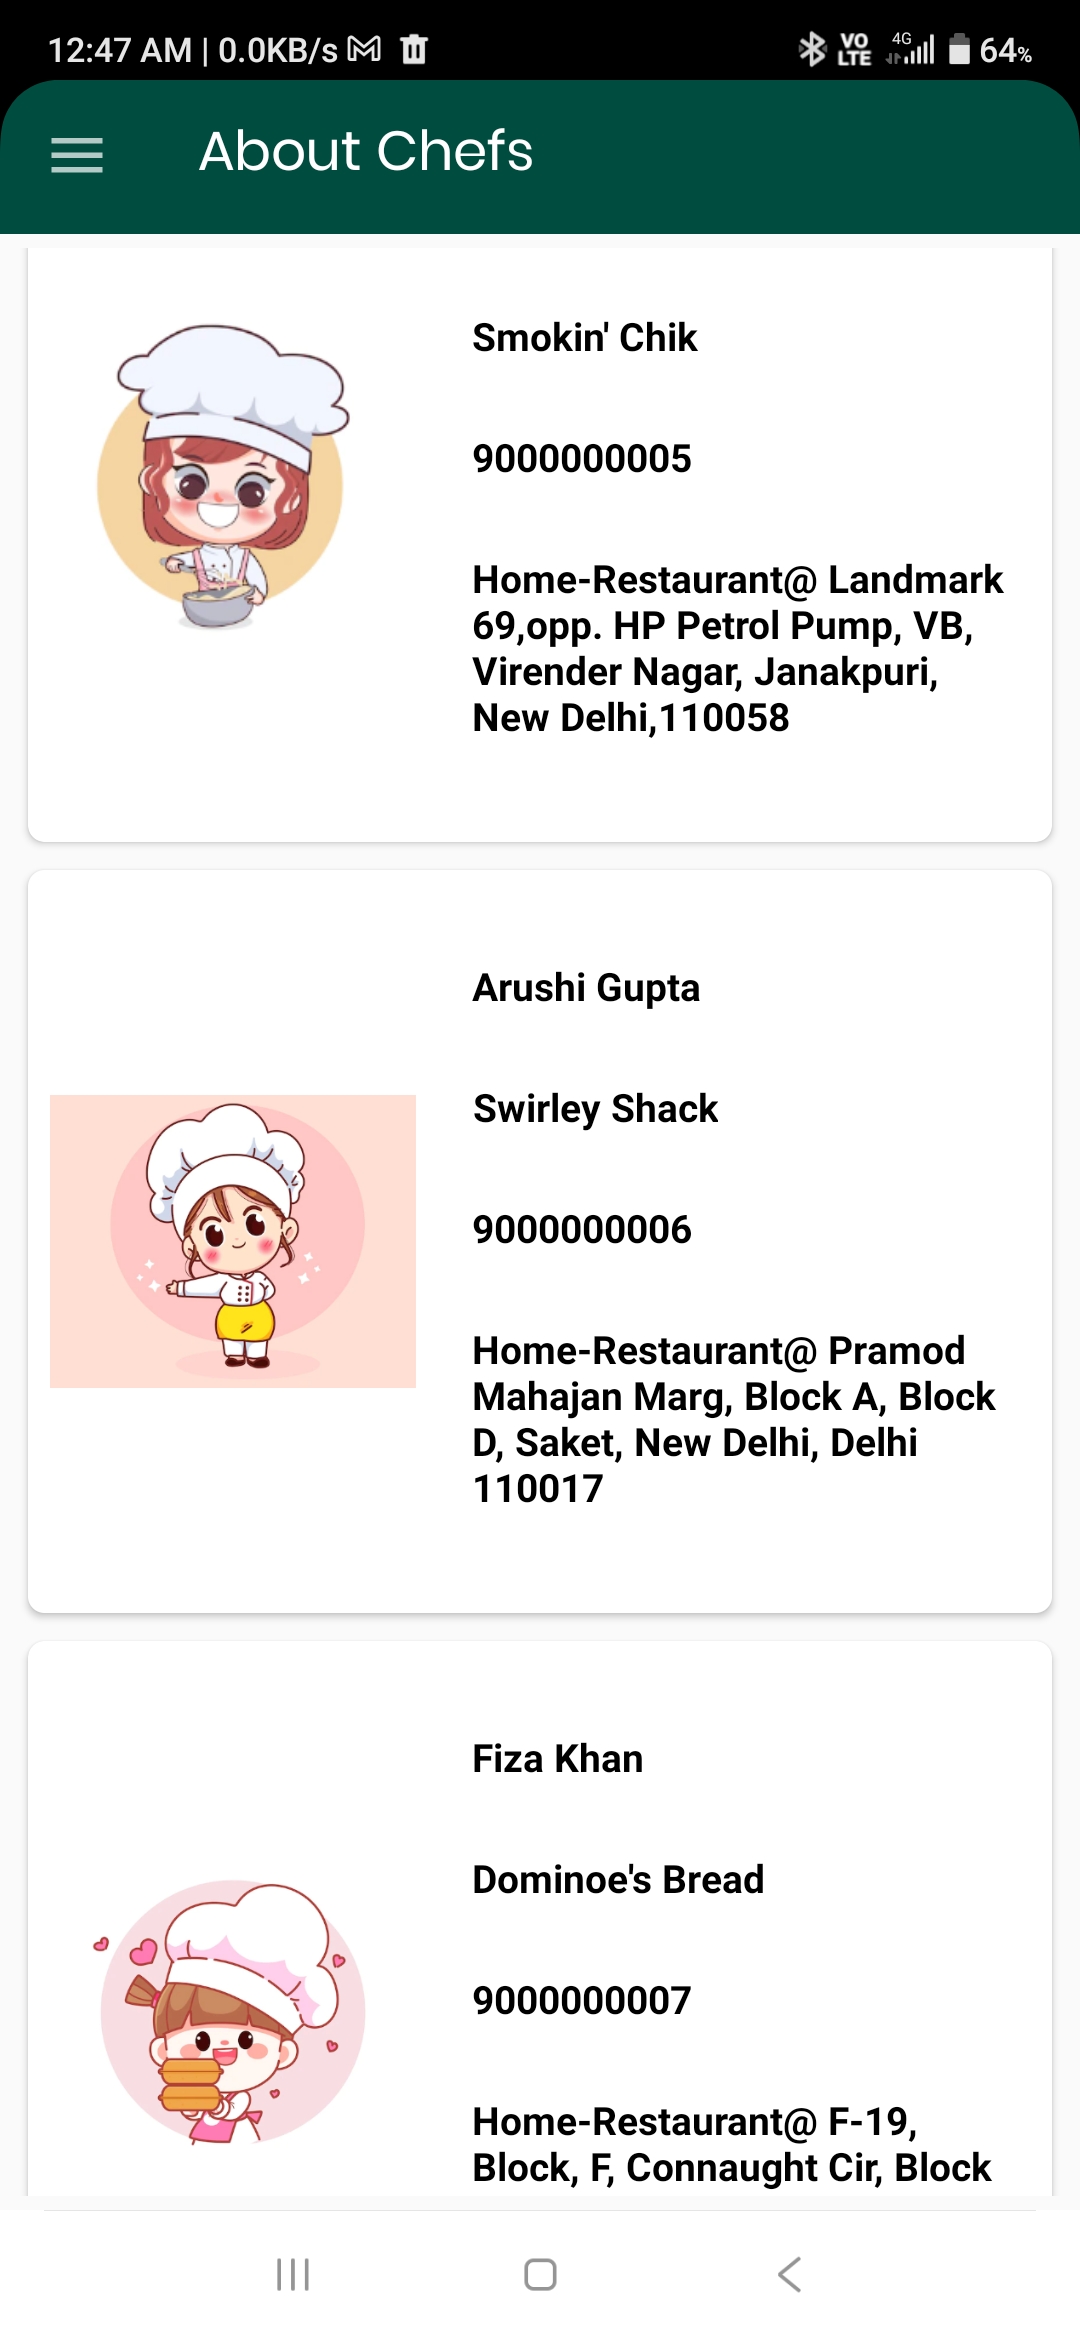 12:47 AM | 0.0KB/s
VO LTE 4G 64%
About Chefs
Smokin' Chik
9000000005
Home-Restaurant@ Landmark
69,opp. HP Petrol Pump, VB,
Virender Nagar, Janakpuri,
New Delhi,110058
Arushi Gupta
Swirley Shack
9000000006
Home-Restaurant@ Pramod
Mahajan Marg, Block A, Block
D, Saket, New Delhi, Delhi
110017
Fiza Khan
Dominoe's Bread
9000000007
Home-Restaurant@ F-19,
Block, F, Connaught Cir, Block